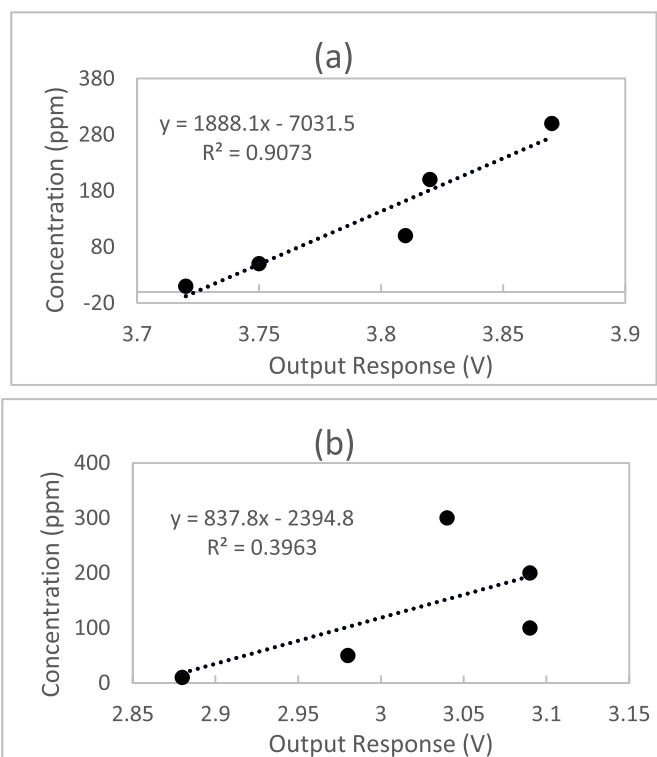 (a)
Concentration (ppm)
380
280
180
80
-20
y = 1888.1x - 7031.5
R² = 0.9073
3.7 3.75 3.8 3.85 3.9
Output Response (V)
(b)
Concentration (ppm)
400
300
200
100
0
y = 837.8x - 2394.8
R² = 0.3963
2.85 2.9 2.95 3 3.05 3.1 3.15
Output Response (V)